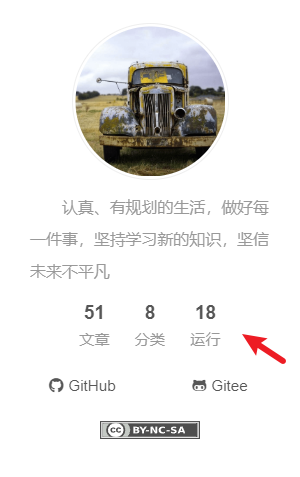 认真、有规划的生活，做好每
一件事，坚持学习新的知识，坚信
未来不平凡
51 8 18
文章 分类 运行
GitHub Gitee
cc BY-NC-SA